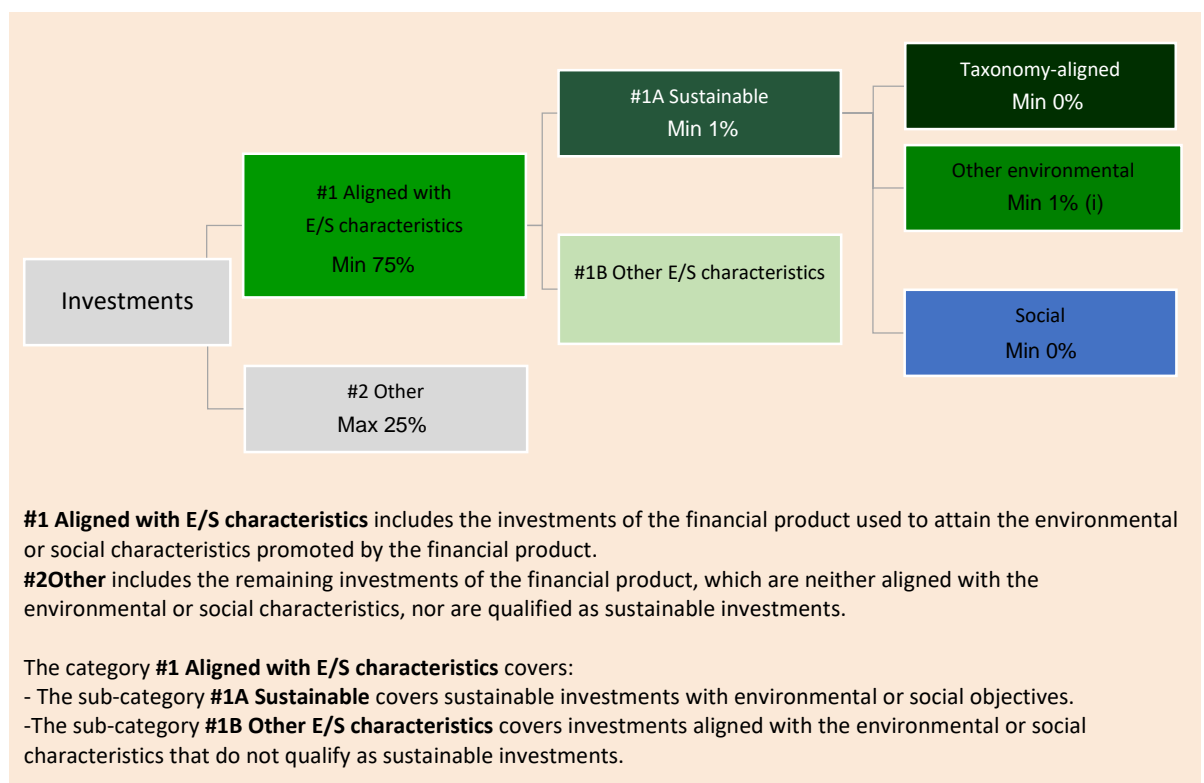 Investments
#1 Aligned with
E/S characteristics
Min 75%
#2 Other
Max 25%
#1A Sustainable
Min 1%
#1B Other E/S characteristics
Taxonomy-aligned
Min 0%
Other environmental
Min 1% (i)
Social
Min 0%
#1 Aligned with E/S characteristics includes the investments of the financial product used to attain the environmental
or social characteristics promoted by the financial product.
#2Other includes the remaining investments of the financial product, which are neither aligned with the
environmental or social characteristics, nor are qualified as sustainable investments.
The category #1 Aligned with E/S characteristics covers:
- The sub-category #1A Sustainable covers sustainable investments with environmental or social objectives.
-The sub-category #1B Other E/S characteristics covers investments aligned with the environmental or social
characteristics that do not qualify as sustainable investments.